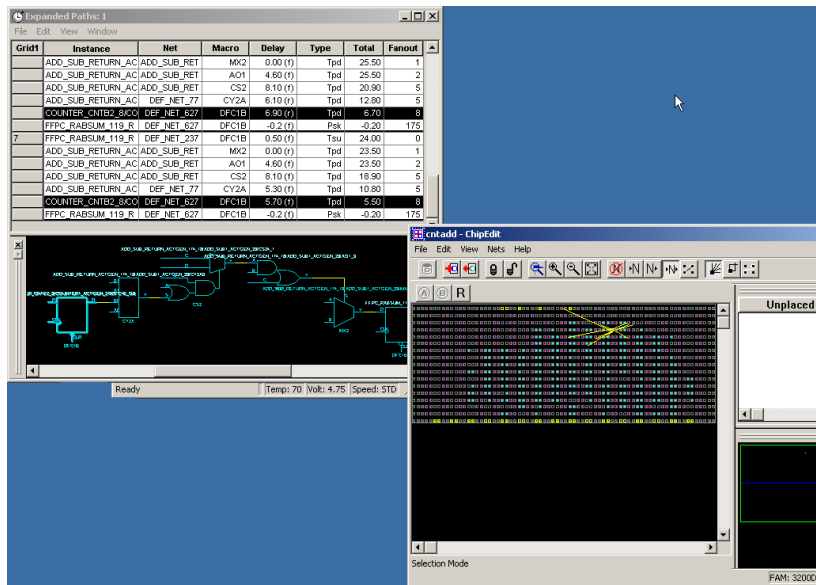 Expanded Paths: 1
File Edit View Window
Grid1 Instance Net Macro Delay Type Total Fanout
ADD_SUB_RETURN_AC ADD_SUB_RET MX2 0.00 (f) Tpd 25.50 1
ADD_SUB_RETURN_AC ADD_SUB_RET AO1 4.60 (f) Tpd 25.50 2
ADD_SUB_RETURN_AC ADD_SUB_RET CS2 8.10 (f) Tpd 20.90 5
ADD_SUB_RETURN_AC DEF_NET_77 CY2A 6.10 (r) Tpd 12.80 5
COUNTER_CNTB2_8/CO DEF_NET_627 DFC1B 6.90 (r) Tpd 6.70 8
FFPC_RABSUM_119_R DEF_NET_627 DFC1B -0.2 (f) Psk -0.20 175
7 FFPC_RABSUM_119_R DEF_NET_237 DFC1B 0.50 (r) Tsu 24.00 0
ADD_SUB_RETURN_AC ADD_SUB_RET MX2 0.00 (r) Tpd 23.50 1
ADD_SUB_RETURN_AC ADD_SUB_RET AO1 4.60 (f) Tpd 23.50 2
ADD_SUB_RETURN_AC ADD_SUB_RET CS2 8.10 (f) Tpd 18.90 5
ADD_SUB_RETURN_AC DEF_NET_77 CY2A 5.30 (f) Tpd 10.80 5
COUNTER_CNTB2_8/CO DEF_NET_627 DFC1B 5.70 (f) Tpd 5.50 8
FFPC_RABSUM_119_R DEF_NET_627 DFC1B -0.2 (f) Psk -0.20 175
CY2A
CS2
MX2
Ready Temp: 70 Volt: 4.75 Speed: STD
cntadd - ChipEdit
File Edit View Nets Help
A B R
Unplaced
Selection Mode
FAM: 3200D